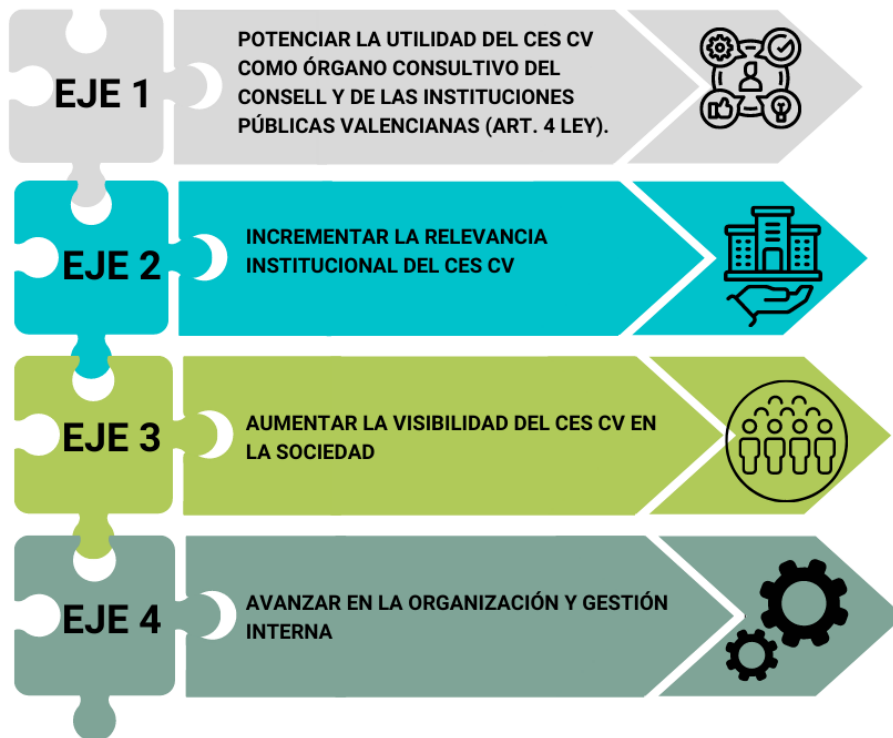 EJE 1
POTENCIAR LA UTILIDAD DEL CES CV
COMO ÓRGANO CONSULTIVO DEL
CONSELL Y DE LAS INSTITUCIONES
PÚBLICAS VALENCIANAS (ART. 4 LEY).
EJE 2
INCREMENTAR LA RELEVANCIA
INSTITUCIONAL DEL CES CV
EJE 3
AUMENTAR LA VISIBILIDAD DEL CES CV EN
LA SOCIEDAD
EJE 4
AVANZAR EN LA ORGANIZACIÓN Y GESTIÓN
INTERNA